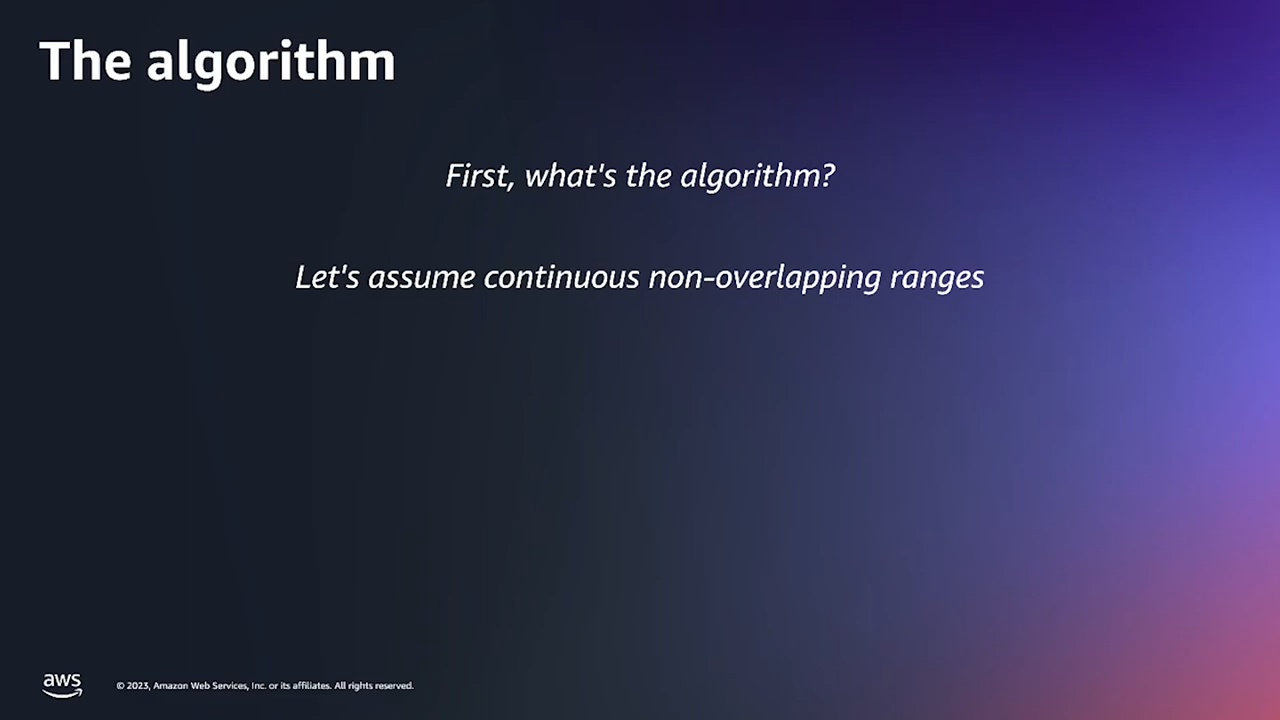 The algorithm
First, what's the algorithm?
Let's assume continuous non-overlapping ranges
aws
© 2023, Amazon Web Services, Inc. or its affiliates. All rights reserved.